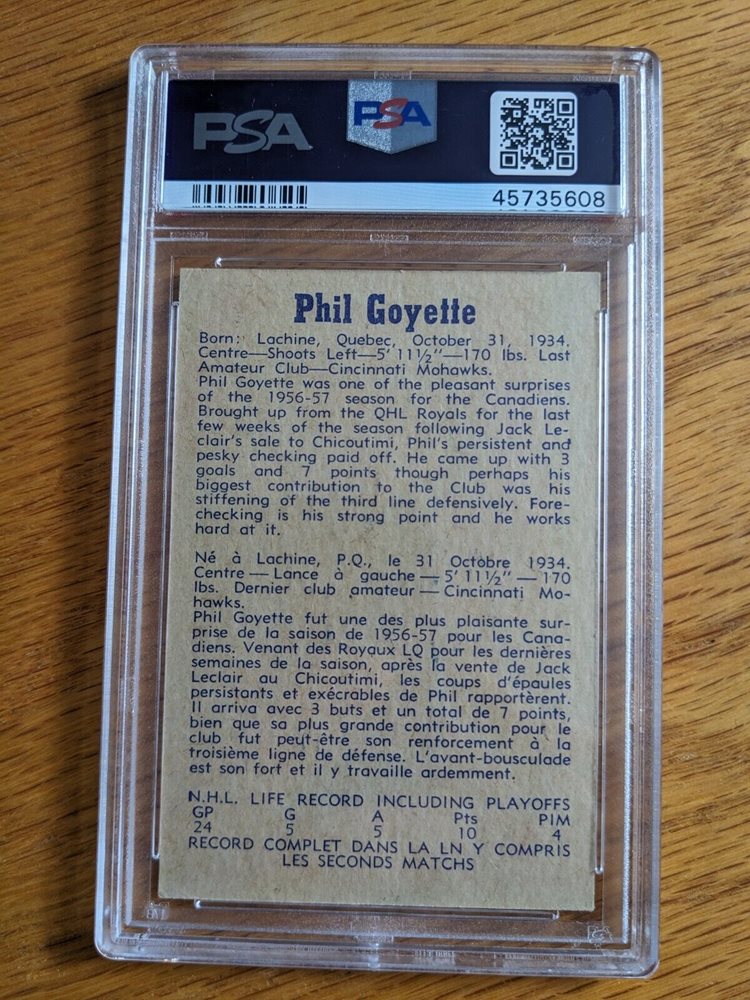 PSA PSA
45735608
Phil Goyette
Born: Lachine, Quebec, October 31, 1934.
Centre—Shoots Left—5' 11½"—170 lbs. Last
Amateur Club—Cincinnati Mohawks.
Phil Goyette was one of the pleasant surprises
of the 1956-57 season for the Canadiens.
Brought up from the QHL Royals for the last
few weeks of the season following Jack Le-
clair's sale to Chicoutimi, Phil's persistent and
pesky checking paid off. He came up with 3
goals and 7 points though perhaps his
biggest contribution to the Club was his
stiffening of the third line defensively. Fore-
checking is his strong point and he works
hard at it.
Né à Lachine, P.Q., le 31 Octobre 1934.
Centre — Lance à gauche — 5' 11½" — 170
lbs. Dernier club amateur — Cincinnati Mo-
hawks.
Phil Goyette fut une des plus plaisante sur-
prise de la saison de 1956-57 pour les Cana-
diens. Venant des Royaux LQ pour les dernières
semaines de la saison, après la vente de Jack
Leclair au Chicoutimi, les coups d'épaules
persistants et exécrables de Phil rapportèrent.
Il arriva avec 3 buts et un total de 7 points,
bien que sa plus grande contribution pour le
club fut peut-être son renforcement à la
troisième ligne de défense. L'avant-bousculade
est son fort et il y travaille ardemment.
N.H.L. LIFE RECORD INCLUDING PLAYOFFS
GP G A Pts PIM
24 5 5 10 4
RECORD COMPLET DANS LA LN Y COMPRIS
LES SECONDS MATCHS